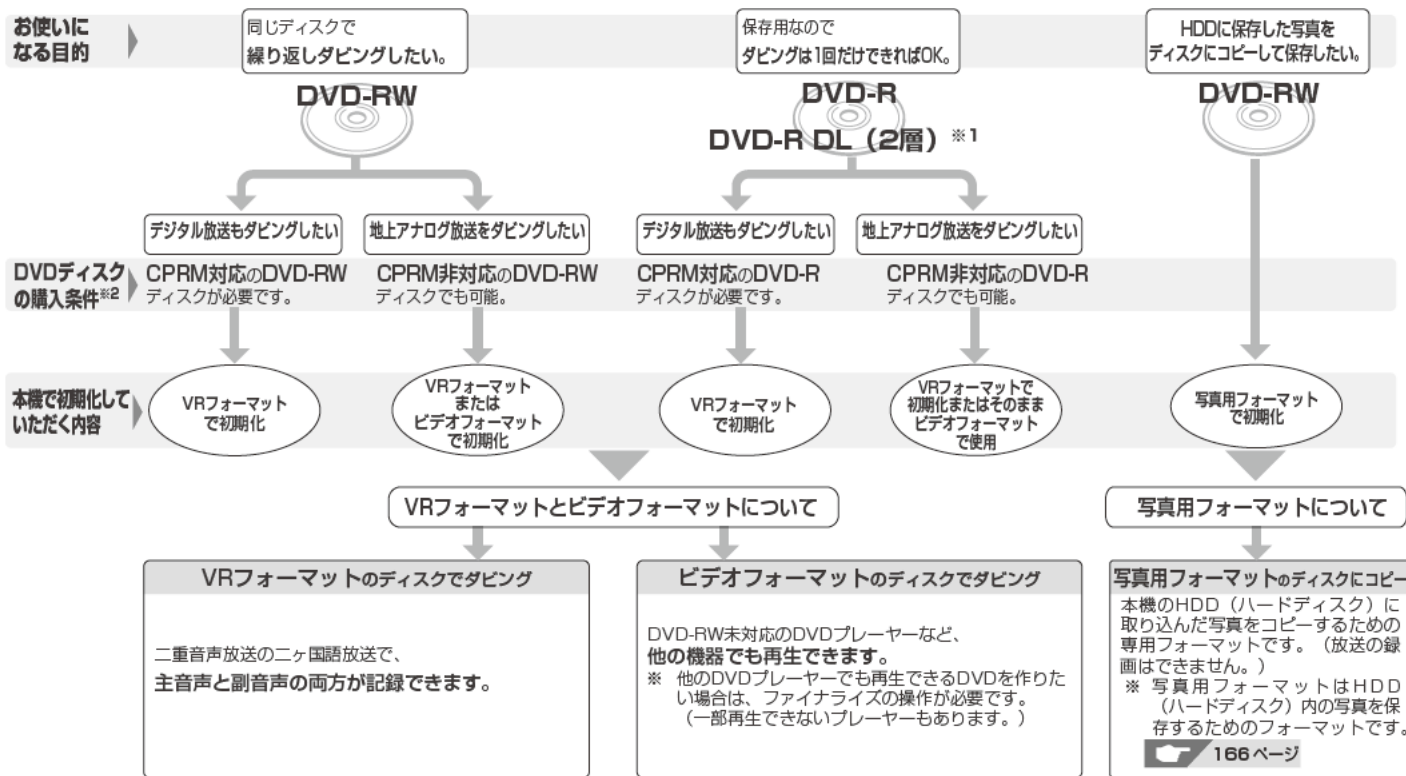 お使いに
なる目的
同じディスクで
繰り返しダビングしたい。
保存用なので
ダビングは1回だけできればOK。
HDDに保存した写真を
ディスクにコピーして保存したい。
DVD-RW
DVD-R
DVD-R DL（2層）※1
DVD-RW
デジタル放送もダビングしたい
地上アナログ放送をダビングしたい
デジタル放送もダビングしたい
地上アナログ放送をダビングしたい
DVDディスク
の購入条件※2
CPRM対応のDVD-RW
ディスクが必要です。
CPRM非対応のDVD-RW
ディスクでも可能。
CPRM対応のDVD-R
ディスクが必要です。
CPRM非対応のDVD-R
ディスクでも可能。
本機で初期化して
いただく内容
VRフォーマット
で初期化
VRフォーマット
または
ビデオフォーマット
で初期化
VRフォーマット
で初期化
VRフォーマットで
初期化またはそのまま
ビデオフォーマット
で使用
写真用フォーマット
で初期化
VRフォーマットとビデオフォーマットについて
写真用フォーマットについて
VRフォーマットのディスクでダビング
二重音声放送の二ヶ国語放送で、
主音声と副音声の両方が記録できます。
ビデオフォーマットのディスクでダビング
DVD-RW未対応のDVDプレーヤーなど、
他の機器でも再生できます。
※ 他のDVDプレーヤーでも再生できるDVDを作りた
い場合は、ファイナライズの操作が必要です。
（一部再生できないプレーヤーもあります。）
写真用フォーマットのディスクにコピー
本機のHDD（ハードディスク）に
取り込んだ写真をコピーするための
専用フォーマットです。（放送の録
画はできません。）
※ 写真用フォーマットはHDD
（ハードディスク）内の写真を保
存するためのフォーマットです。
166ページ